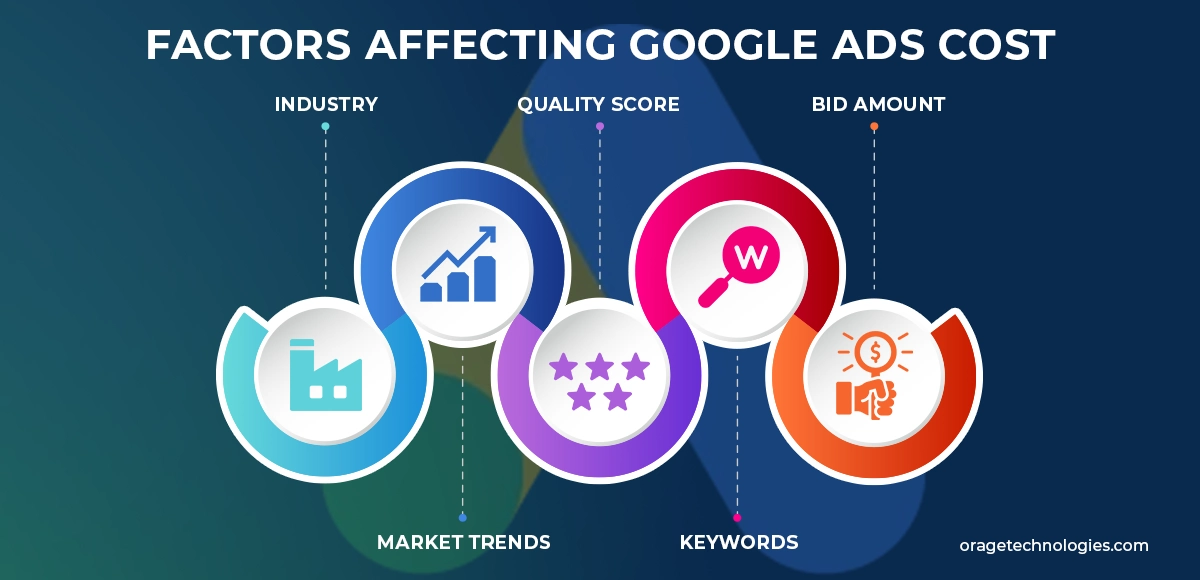 FACTORS AFFECTING GOOGLE ADS COST
INDUSTRY
QUALITY SCORE
BID AMOUNT
W
$
MARKET TRENDS
KEYWORDS
oragetechnologies.com